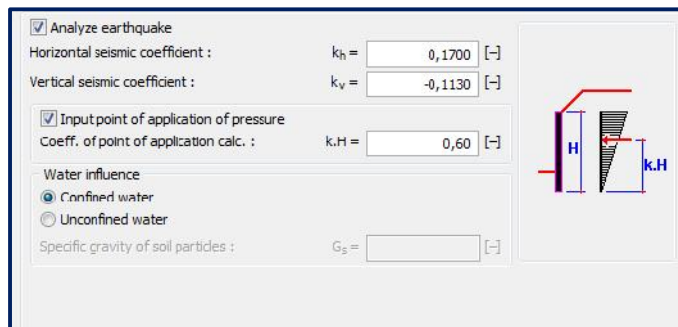 Analyze earthquake
Horizontal seismic coefficient : kh = 0,1700 [–]
Vertical seismic coefficient : kv = -0,1130 [–]
Input point of application of pressure
Coeff. of point of application calc. : k.H = 0,60 [–]
Water influence
Confined water
Unconfined water
Specific gravity of soil particles : Gs = [–]
H
k.H